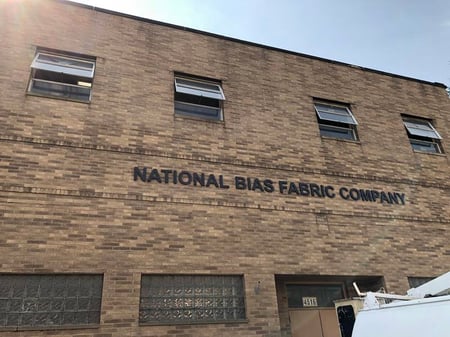 NATIONAL BIAS FABRIC COMPANY
4516